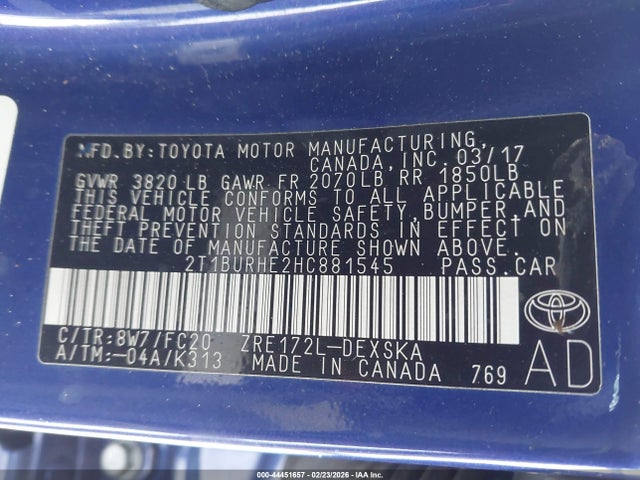 MFD.BY:TOYOTA MOTOR MANUFACTURING,
CANADA,INC.03/17
GVWR 3820 LB GAWR FR 2070LB RR 1850LB
THIS VEHICLE CONFORMS TO ALL APPLICABLE
FEDERAL MOTOR VEHICLE SAFETY,BUMPER,AND
THEFT PREVENTION STANDARDS IN EFFECT ON
THE DATE OF MANUFACTURE SHOWN ABOVE.
2T1BURHE2HC881545 PASS.CAR
C/TR:8W7/FC20 ZRE172L-DEXSKA
A/TM:-04A/K313 MADE IN CANADA 769
AD
000-44451657 - 02/23/2026 - IAA Inc.